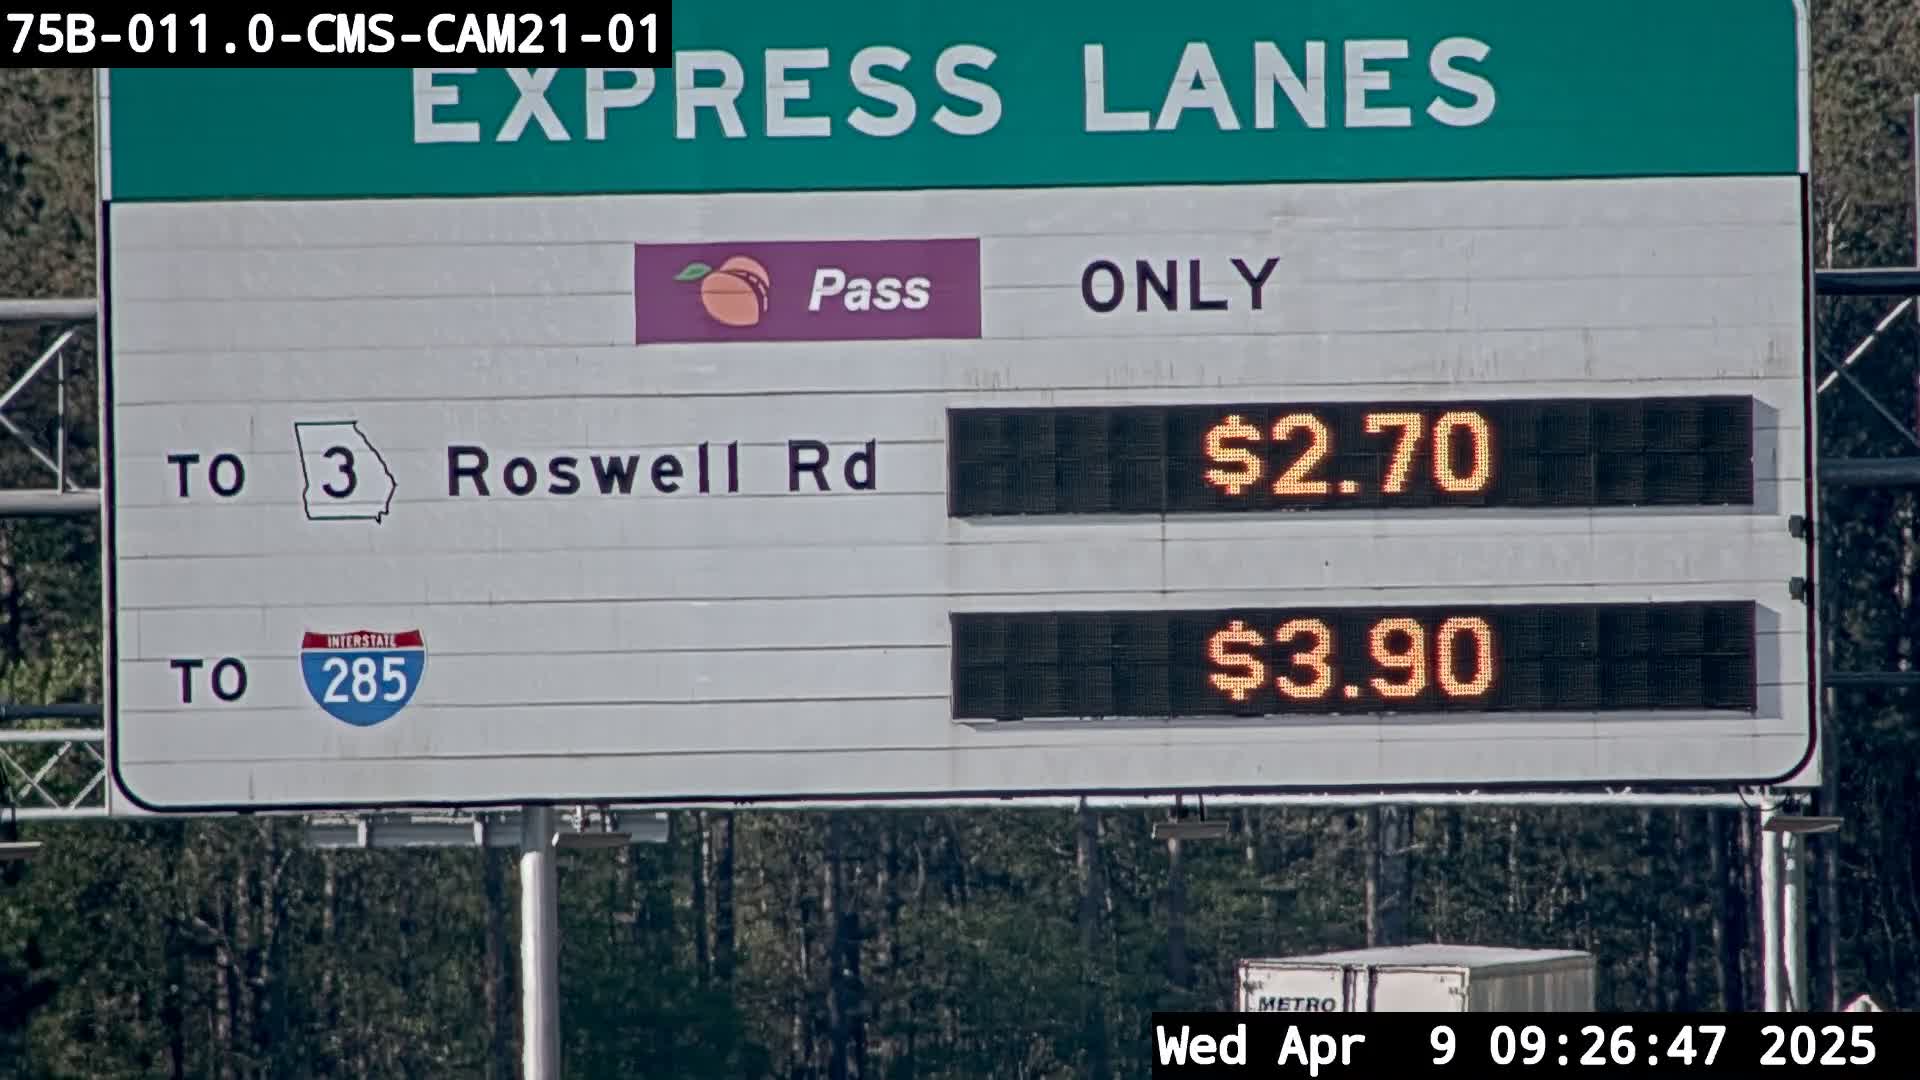 75B-011.0-CMS-CAM21-01
EXPRESS LANES
Pass ONLY
TO 3 Roswell Rd $2.70
TO INTERSTATE 285 $3.90
METRO
Wed Apr 9 09:26:47 2025